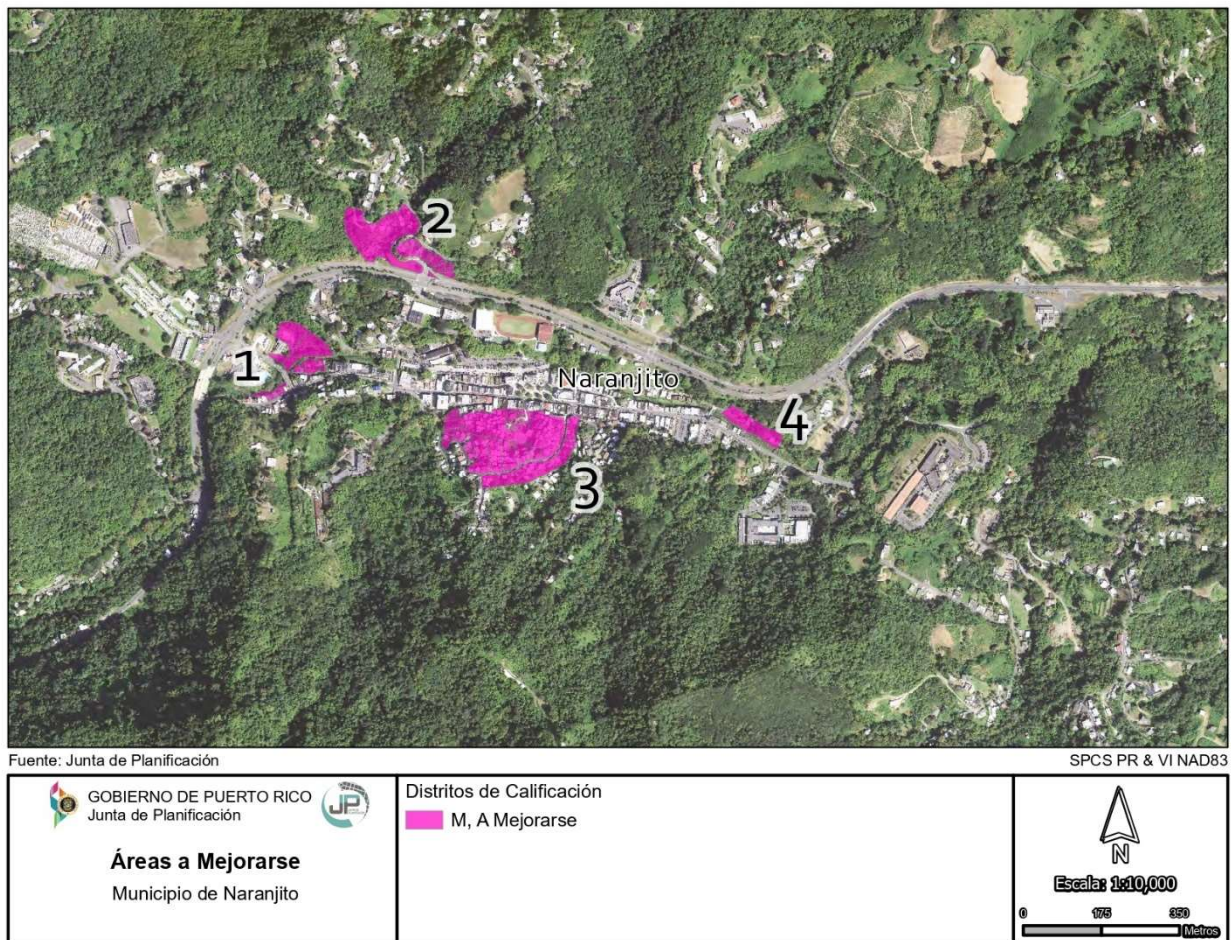 2
1
Naranjito
4
3
Fuente: Junta de Planificación
SPCS PR & VI NAD83
GOBIERNO DE PUERTO RICO
Junta de Planificación
JP
Áreas a Mejorarse
Municipio de Naranjito
Distritos de Calificación
M, A Mejorarse
N
Escala: 1:10,000
0 175 350
Metros